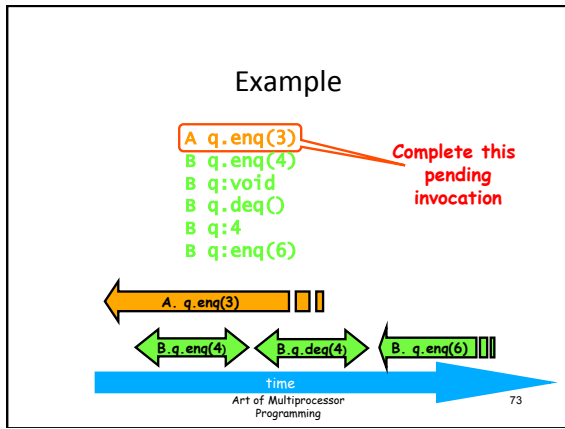 Example
A q.enq(3)
B q.enq(4)
B q:void
B q.deq()
B q:4
B q:enq(6)
Complete this
pending
invocation
A. q.enq(3)
B.q.enq(4) B.q.deq(4) B. q.enq(6)
time
Art of Multiprocessor
Programming
73